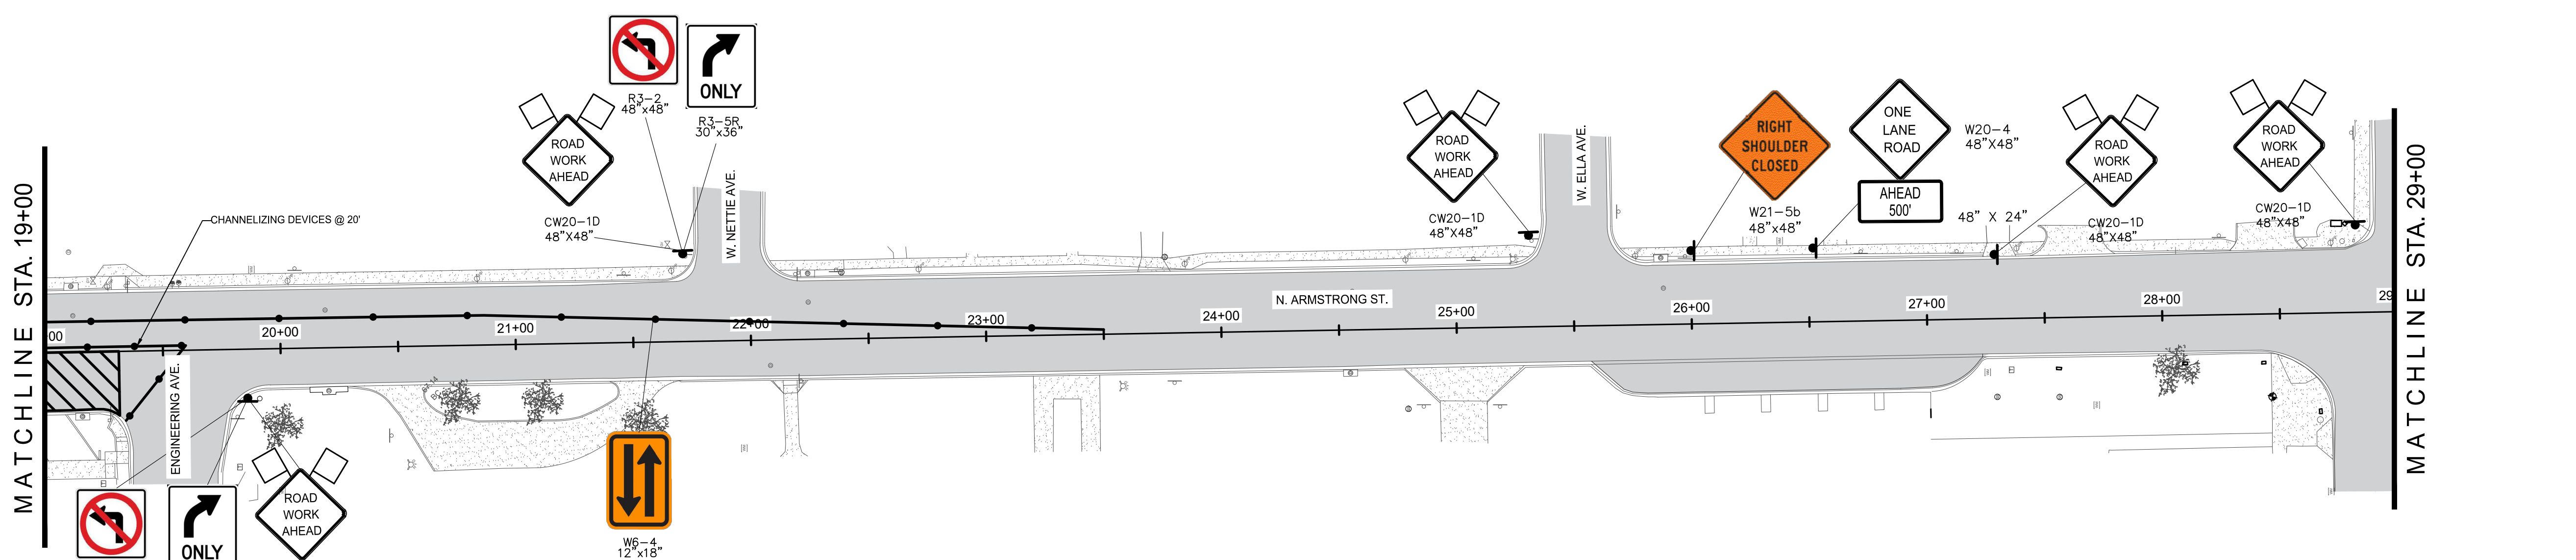 MATCHLINE STA. 19+00
CHANNELIZING DEVICES @ 20'
ROAD
WORK
AHEAD
CW20-1D
48"X48"
R3-2
48"x48"
ONLY
R3-5R
30"x36"
W. NETTIE AVE.
ROAD
WORK
AHEAD
CW20-1D
48"X48"
W. ELLA AVE.
RIGHT
SHOULDER
CLOSED
W21-5b
48"x48"
ONE
LANE
ROAD
W20-4
48"X48"
AHEAD
500'
48" X 24"
ROAD
WORK
AHEAD
CW20-1D
48"X48"
ROAD
WORK
AHEAD
CW20-1D
48"X48"
MATCHLINE STA. 29+00
N. ARMSTRONG ST.
00
20+00
21+00
22+00
23+00
24+00
25+00
26+00
27+00
28+00
29
ENGINEERING AVE.
ONLY
ROAD
WORK
AHEAD
W6-4
12"x18"